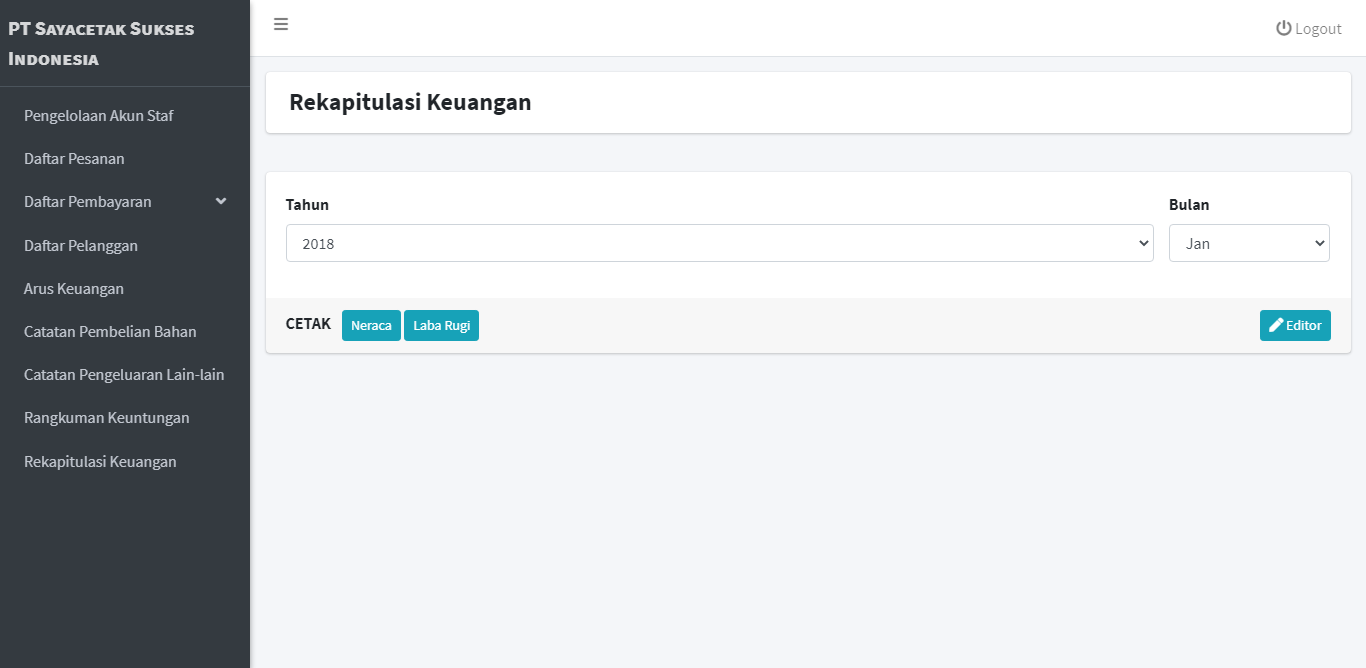 PT Sayacetak Sukses
Indonesia
Logout
Pengelolaan Akun Staf
Daftar Pesanan
Daftar Pembayaran
Daftar Pelanggan
Arus Keuangan
Catatan Pembelian Bahan
Catatan Pengeluaran Lain-lain
Rangkuman Keuntungan
Rekapitulasi Keuangan
Rekapitulasi Keuangan
Tahun Bulan
2018 Jan
CETAK Neraca Laba Rugi Editor